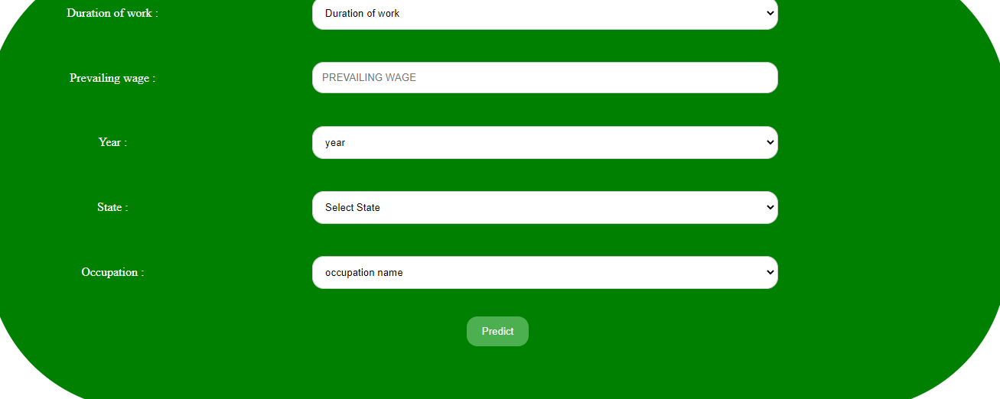 Duration of work : Duration of work
Prevailing wage : PREVAILING WAGE
Year : year
State : Select State
Occupation : occupation name
Predict